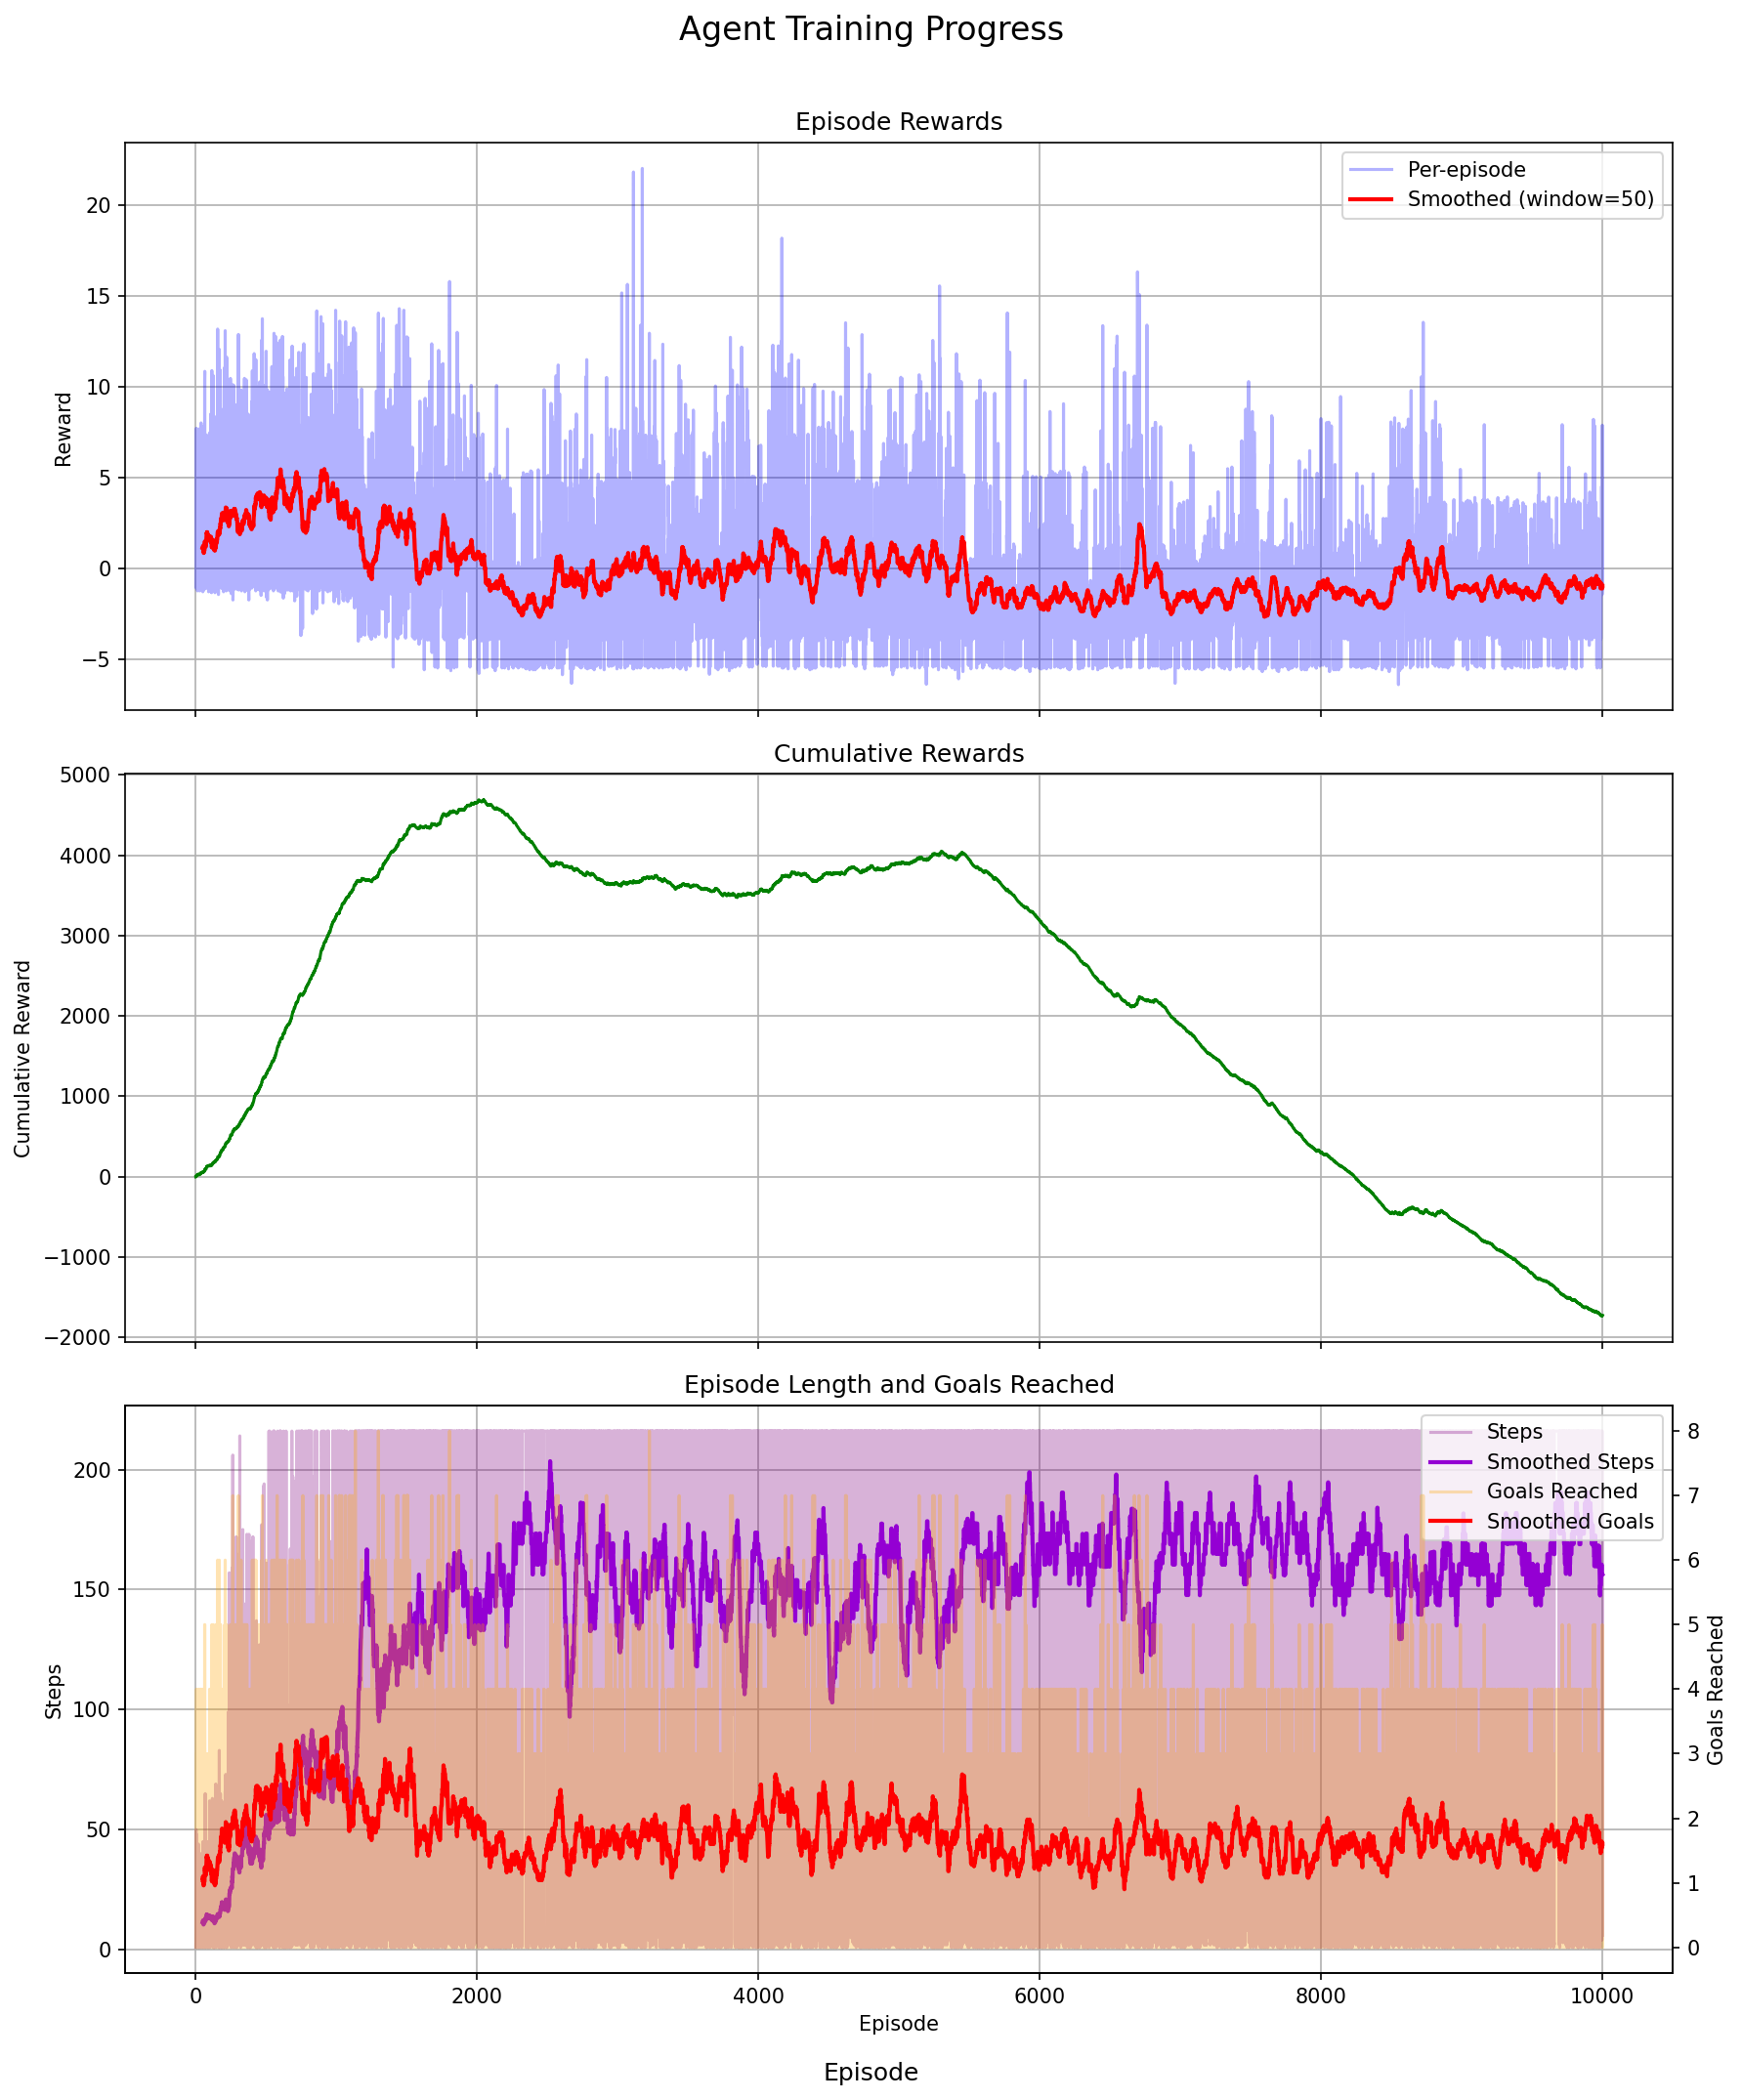 Agent Training Progress
Episode Rewards
Per-episode
Smoothed (window=50)
Reward
20
15
10
5
0
−5
Cumulative Rewards
Cumulative Reward
5000
4000
3000
2000
1000
0
−1000
−2000
Episode Length and Goals Reached
Steps
Smoothed Steps
Goals Reached
Smoothed Goals
Steps
200
150
100
50
0
Goals Reached
8
7
6
5
4
3
2
1
0
0 2000 4000 6000 8000 10000
Episode
Episode